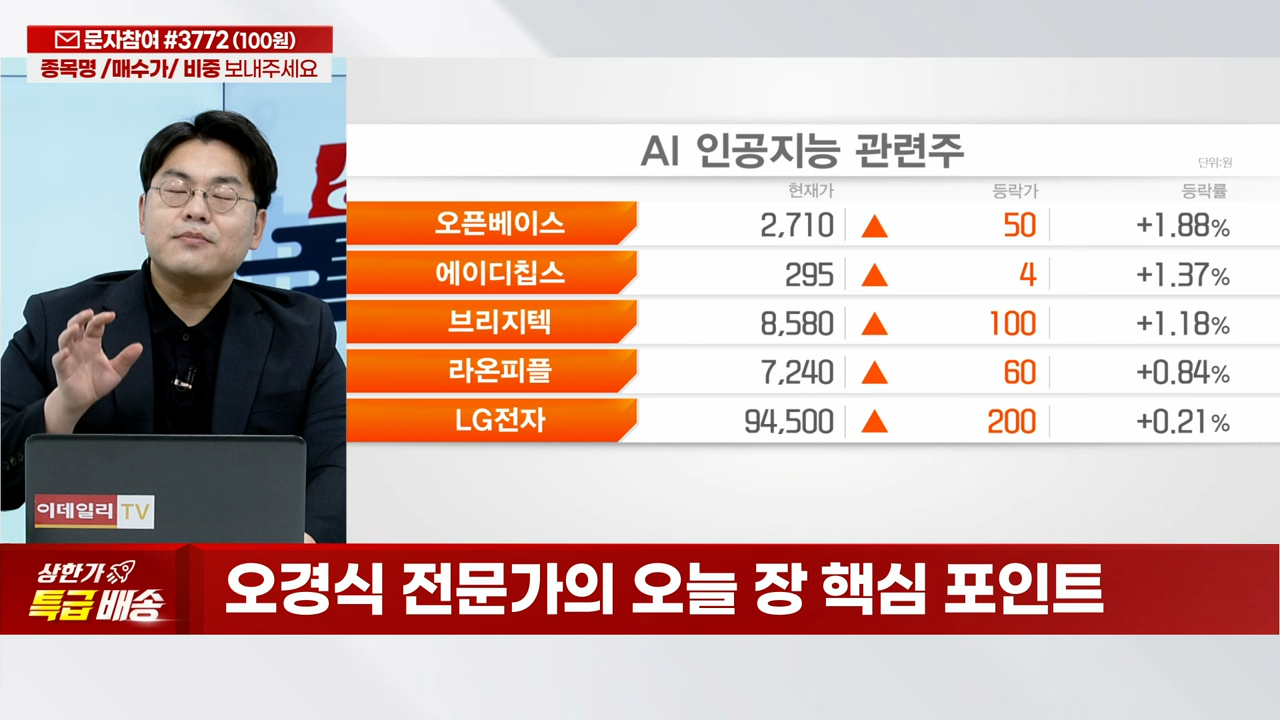 문자참여 #3772 (100원)
종목명 /매수가/ 비중 보내주세요
AI 인공지능 관련주
단위:원
현재가 등락가 등락률
오픈베이스 2,710 ▲ 50 +1.88%
에이디칩스 295 ▲ 4 +1.37%
브리지텍 8,580 ▲ 100 +1.18%
라온피플 7,240 ▲ 60 +0.84%
LG전자 94,500 ▲ 200 +0.21%
이데일리 TV
상한가
특급 배송
오경식 전문가의 오늘 장 핵심 포인트